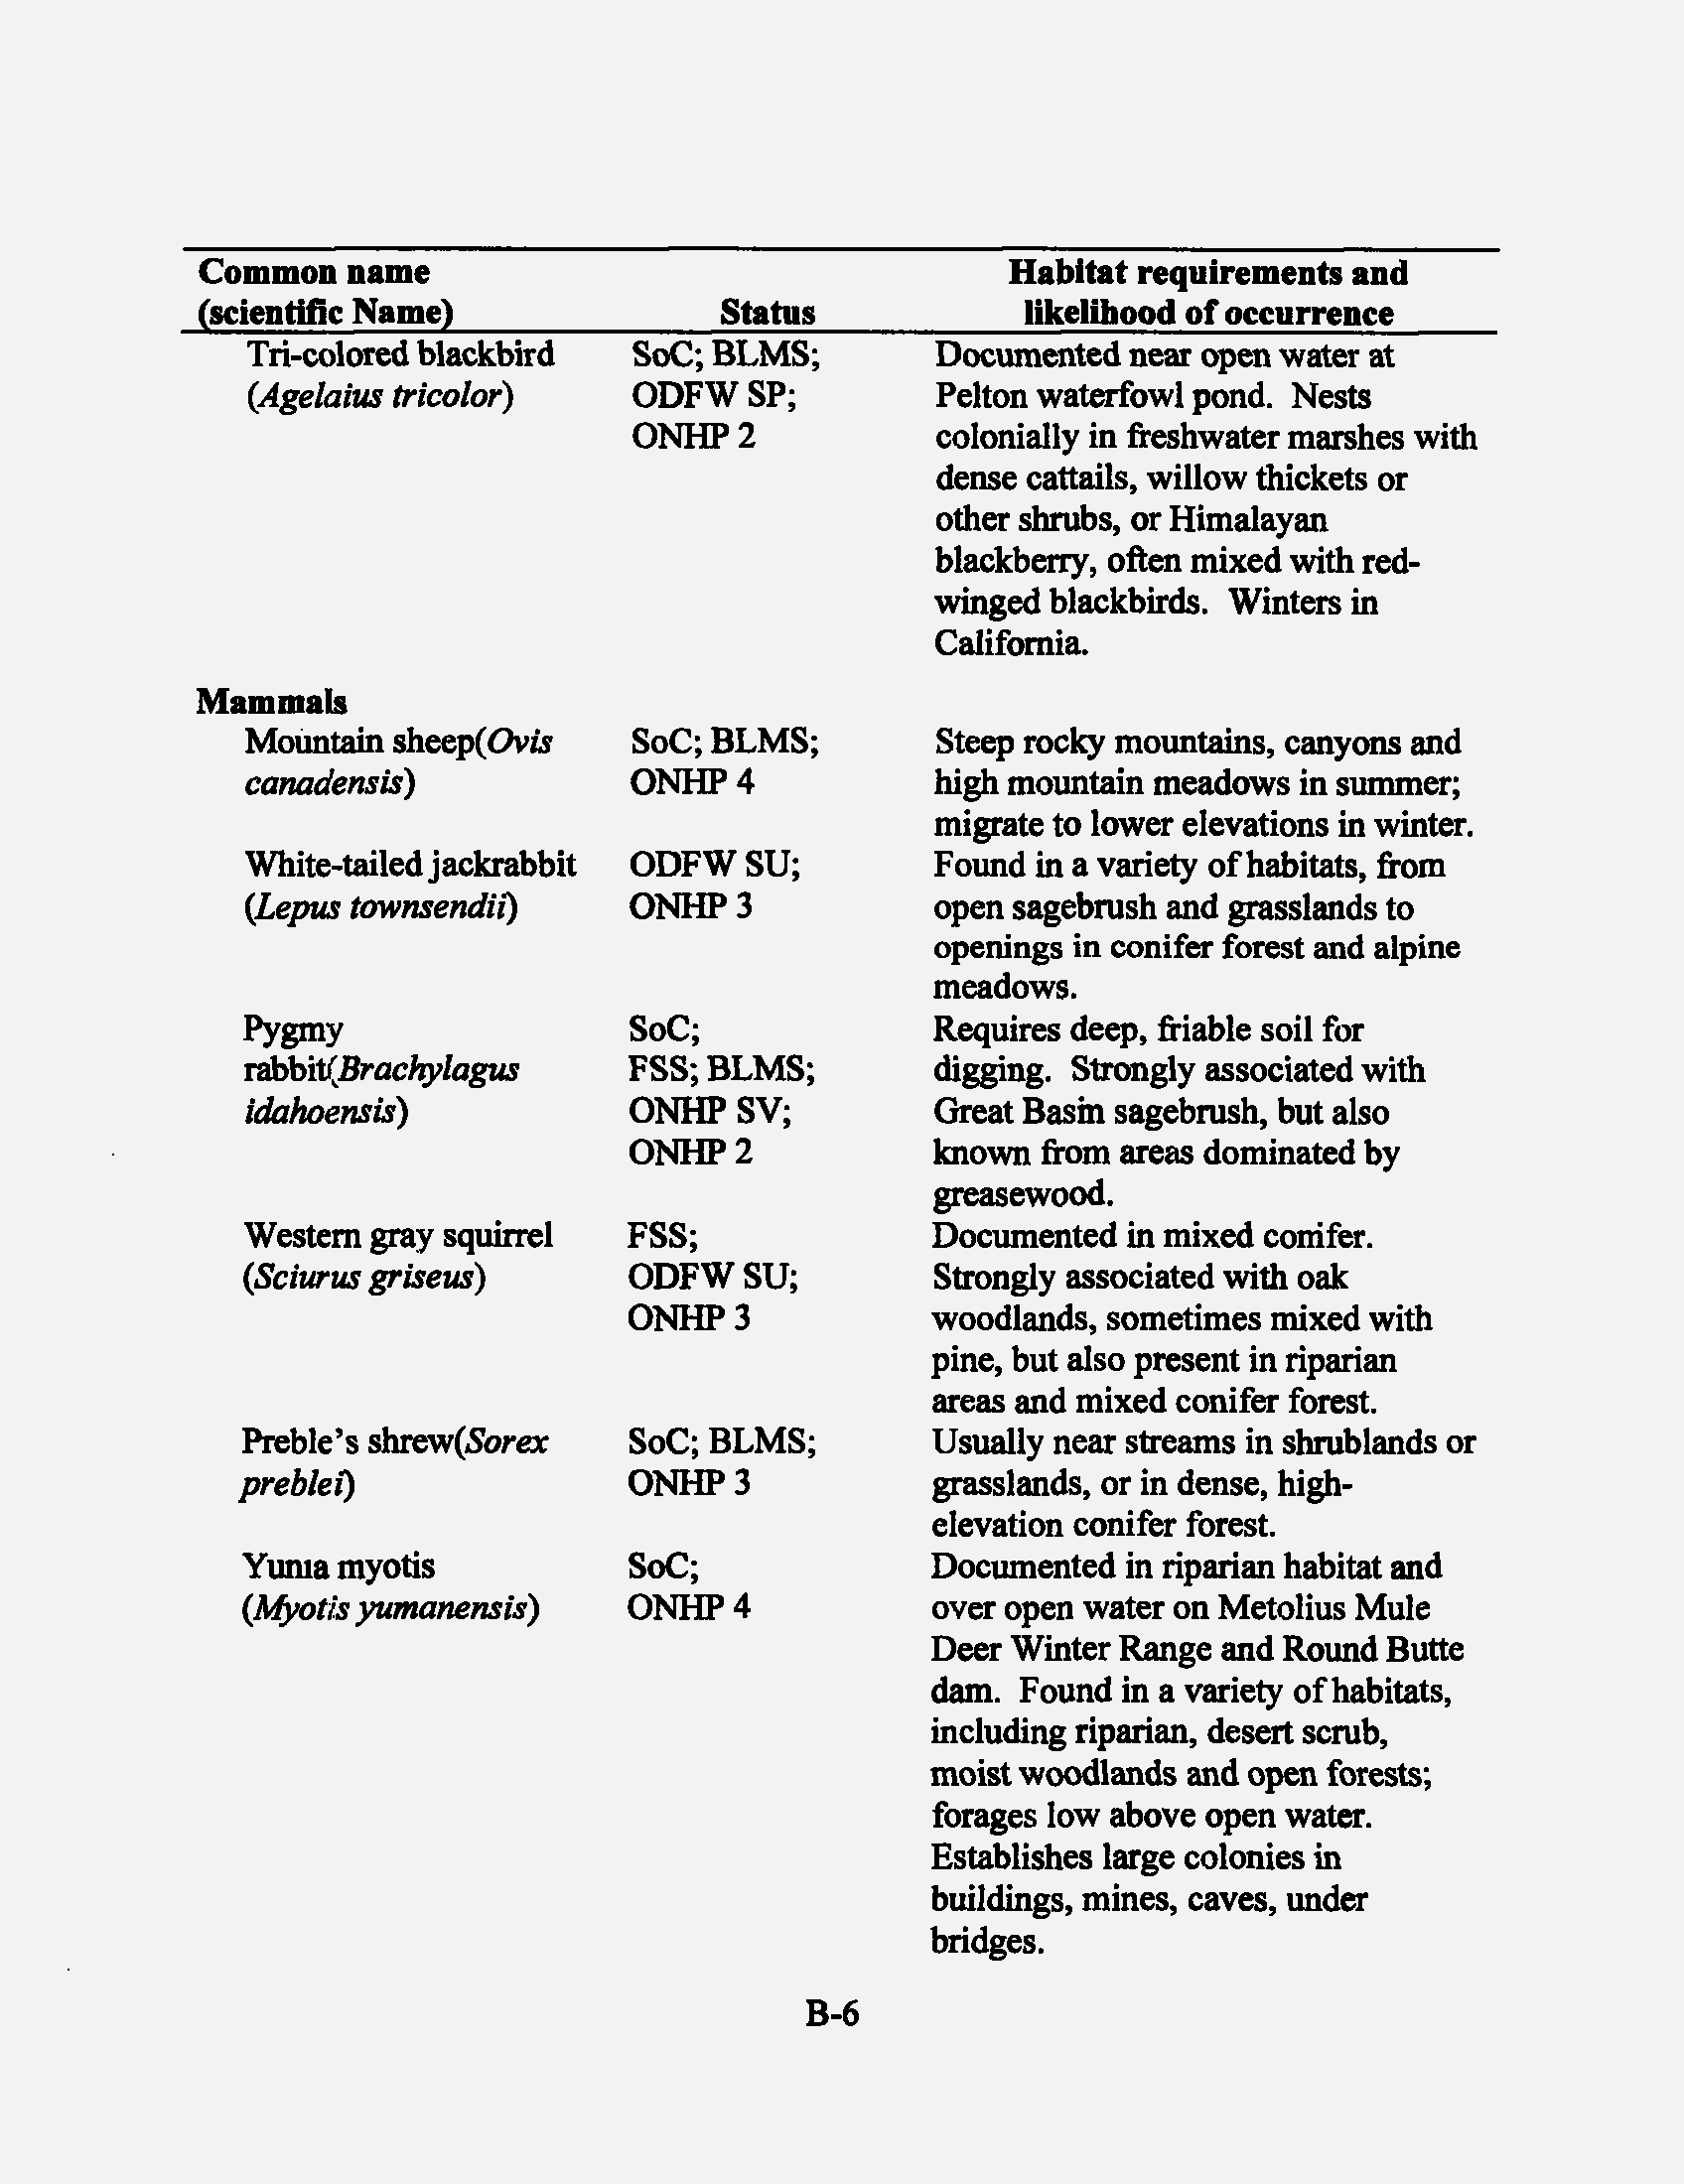 Common name
(scientific Name)
Status
Habitat requirements and
likelihood of occurrence
Tri-colored blackbird
(Agelaius tricolor)
SoC; BLMS;
ODFW SP;
ONHP 2
Documented near open water at
Pelton waterfowl pond. Nests
colonially in freshwater marshes with
dense cattails, willow thickets or
other shrubs, or Himalayan
blackberry, often mixed with red-
winged blackbirds. Winters in
California.
Mammals
Mountain sheep(Ovis
canadensis)
SoC; BLMS;
ONHP 4
Steep rocky mountains, canyons and
high mountain meadows in summer;
migrate to lower elevations in winter.
White-tailed jackrabbit
(Lepus townsendii)
ODFW SU;
ONHP 3
Found in a variety of habitats, from
open sagebrush and grasslands to
openings in conifer forest and alpine
meadows.
Pygmy
rabbit(Brachylagus
idahoensis)
SoC;
FSS; BLMS;
ONHP SV;
ONHP 2
Requires deep, friable soil for
digging. Strongly associated with
Great Basin sagebrush, but also
known from areas dominated by
greasewood.
Western gray squirrel
(Sciurus griseus)
FSS;
ODFW SU;
ONHP 3
Documented in mixed conifer.
Strongly associated with oak
woodlands, sometimes mixed with
pine, but also present in riparian
areas and mixed conifer forest.
Preble's shrew(Sorex
preblei)
SoC; BLMS;
ONHP 3
Usually near streams in shrublands or
grasslands, or in dense, high-
elevation conifer forest.
Yuma myotis
(Myotis yumanensis)
SoC;
ONHP 4
Documented in riparian habitat and
over open water on Metolius Mule
Deer Winter Range and Round Butte
dam. Found in a variety of habitats,
including riparian, desert scrub,
moist woodlands and open forests;
forages low above open water.
Establishes large colonies in
buildings, mines, caves, under
bridges.
B-6